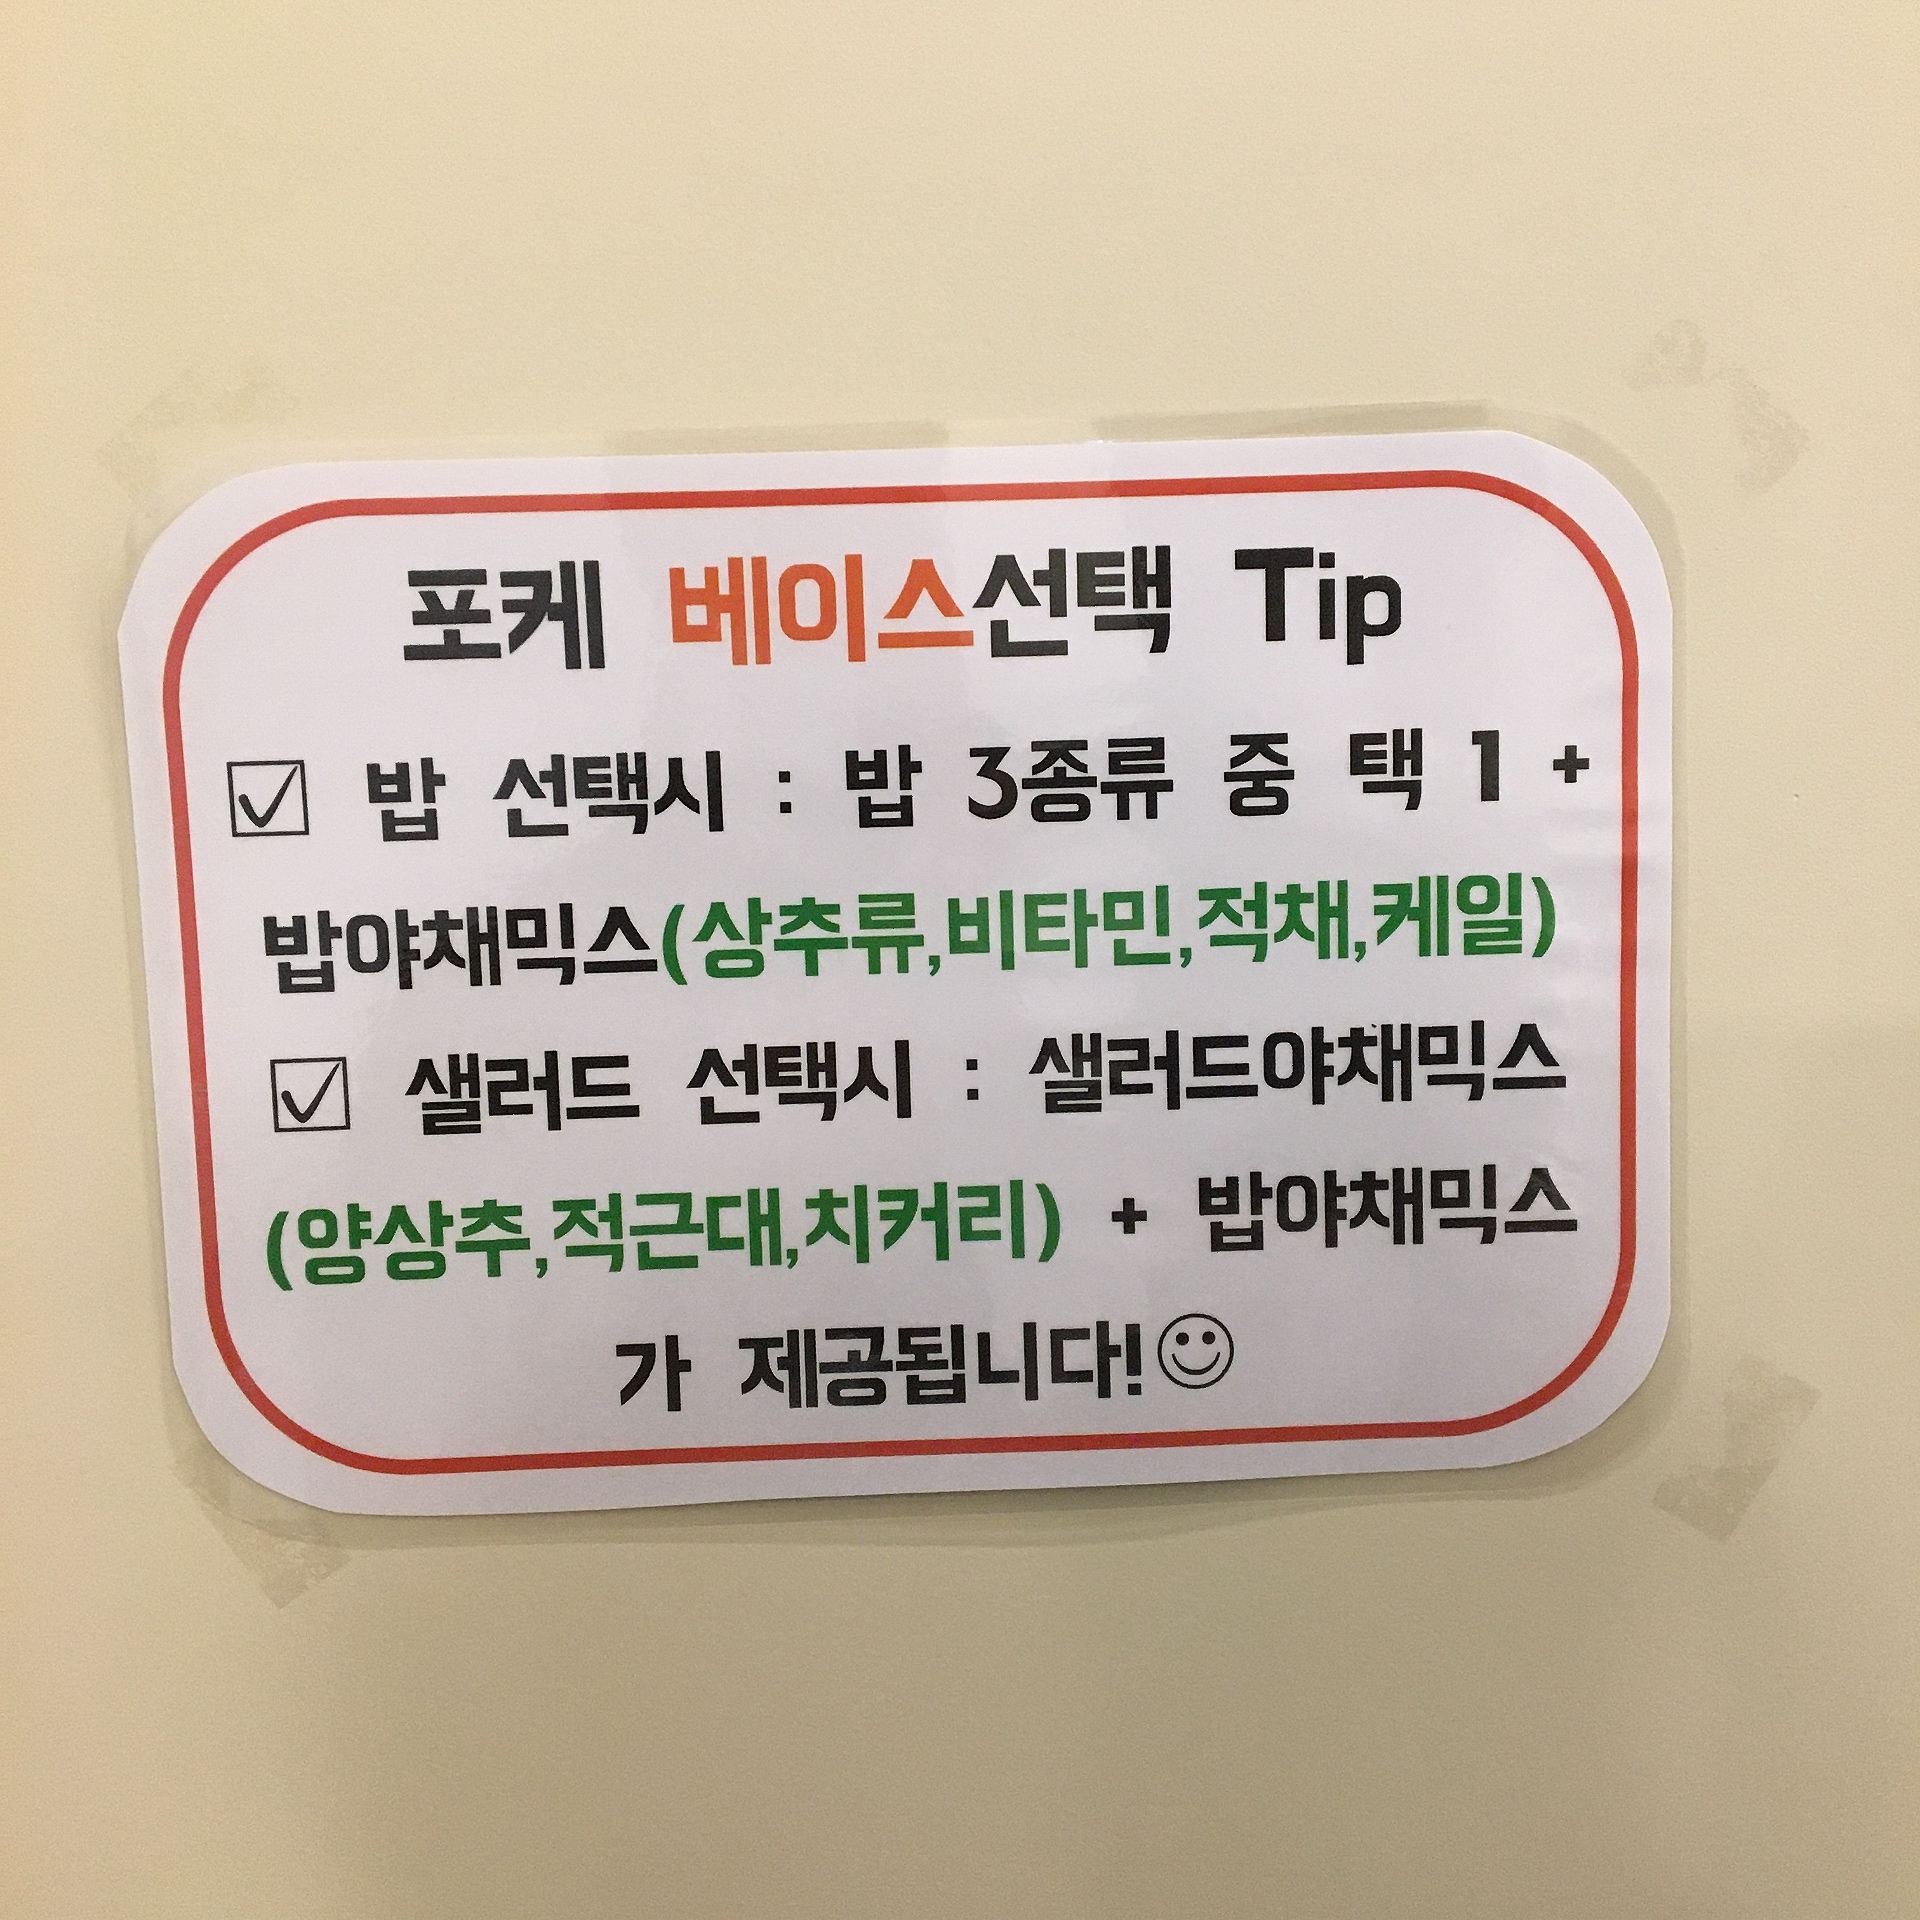 포케 베이스선택 Tip
☑ 밥 선택시 : 밥 3종류 중 택 1 +
밥야채믹스(상추류,비타민,적채,케일)
☑ 샐러드 선택시 : 샐러드야채믹스
(양상추,적근대,치커리) + 밥야채믹스
가 제공됩니다!☺